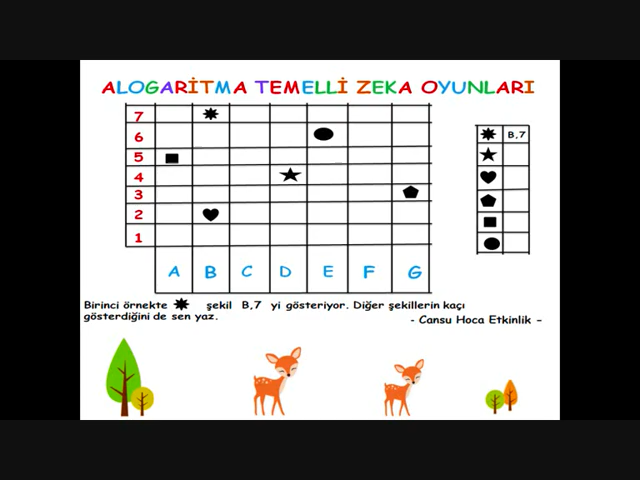 ALOGARİTMA TEMELLİ ZEKA OYUNLARI
7
6
5
4
3
2
1
A B C D E F G
B,7
Birinci örnekte şekil B,7 yi gösteriyor. Diğer şekillerin kaçı
gösterdiğini de sen yaz.
- Cansu Hoca Etkinlik -